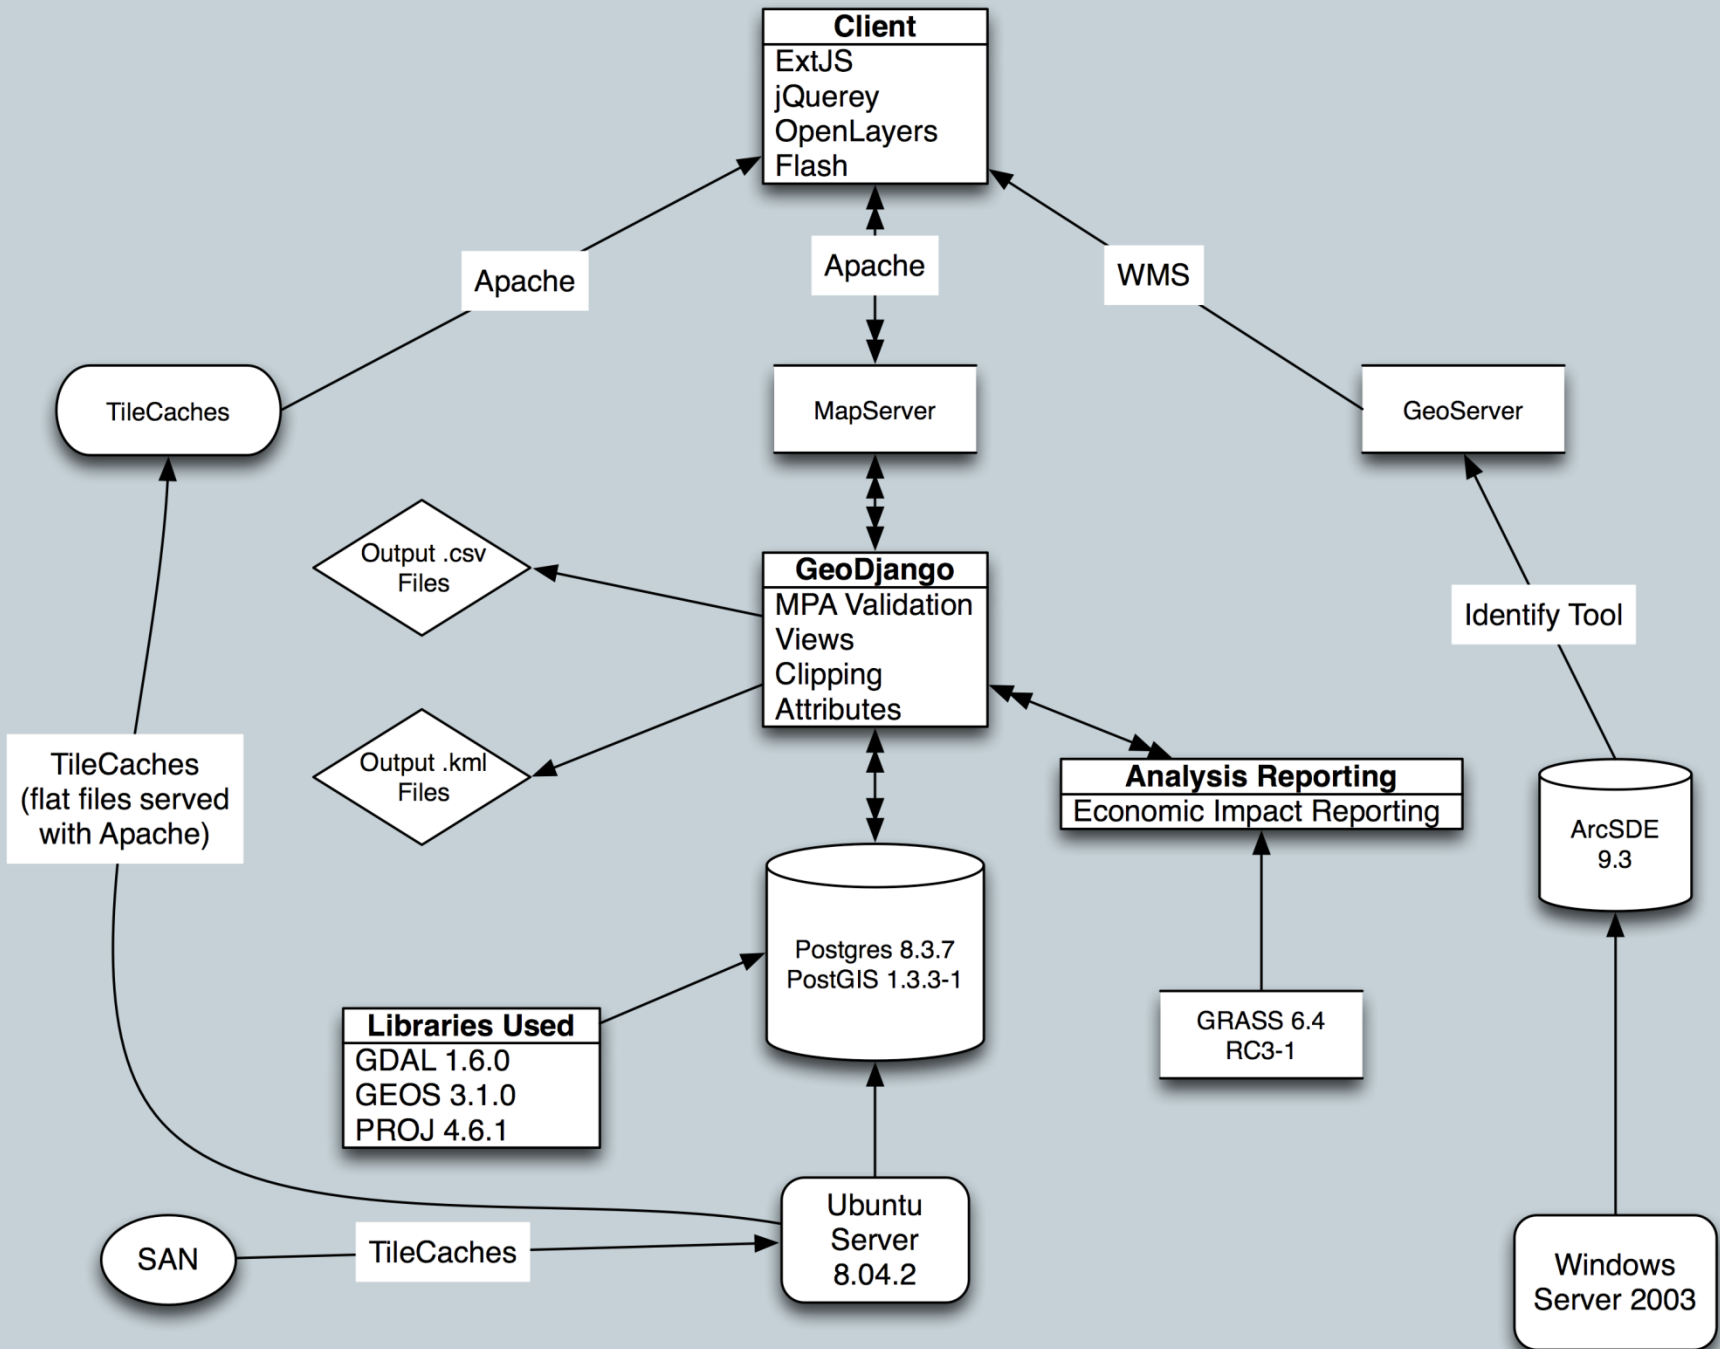 Client
ExtJS
jQuerey
OpenLayers
Flash
Apache
Apache
WMS
TileCaches
MapServer
GeoServer
Output .csv
Files
GeoDjango
MPA Validation
Views
Clipping
Attributes
Identify Tool
Output .kml
Files
TileCaches
(flat files served
with Apache)
Analysis Reporting
Economic Impact Reporting
ArcSDE
9.3
Postgres 8.3.7
PostGIS 1.3.3-1
Libraries Used
GDAL 1.6.0
GEOS 3.1.0
PROJ 4.6.1
GRASS 6.4
RC3-1
SAN
TileCaches
Ubuntu
Server
8.04.2
Windows
Server 2003